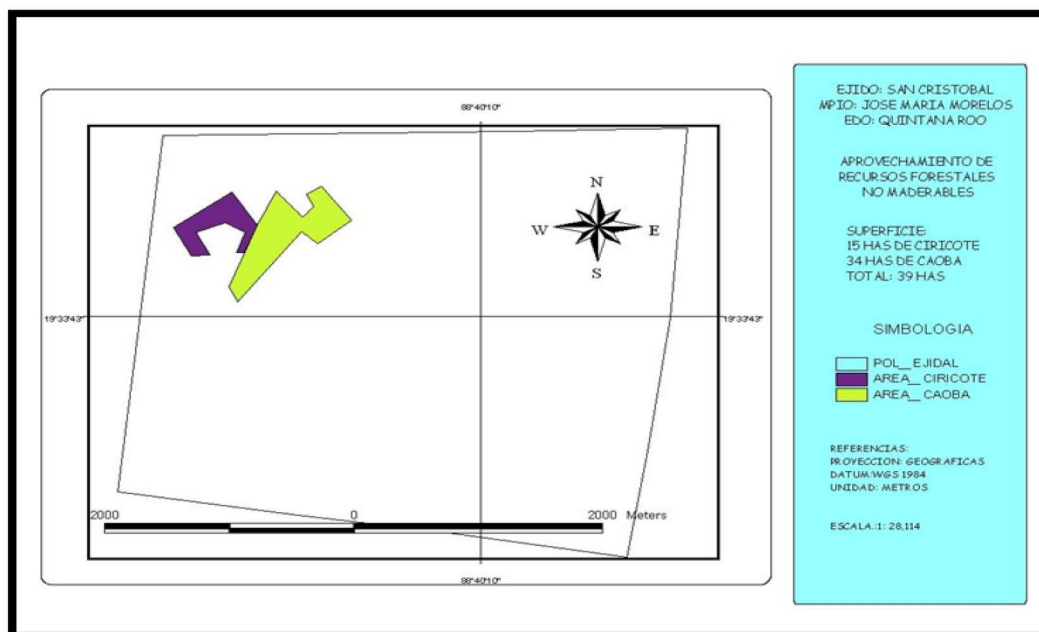 88°40'10"
19°33'43"
19°33'43"
N
W
E
S
2000
0
2000 Meters
88°40'10"
EJIDO: SAN CRISTOBAL
MPIO: JOSE MARIA MORELOS
EDO: QUINTANA ROO
APROVECHAMIENTO DE
RECURSOS FORESTALES
NO MADERABLES
SUPERFICIE:
15 HAS DE CIRICOTE
34 HAS DE CAOBA
TOTAL: 39 HAS
SIMBOLOGIA
POL_EJIDAL
AREA_CIRICOTE
AREA_CAOBA
REFERENCIAS:
PROYECCION: GEOGRAFICAS
DATUM:WGS 1984
UNIDAD: METROS
ESCALA.:1: 28,114